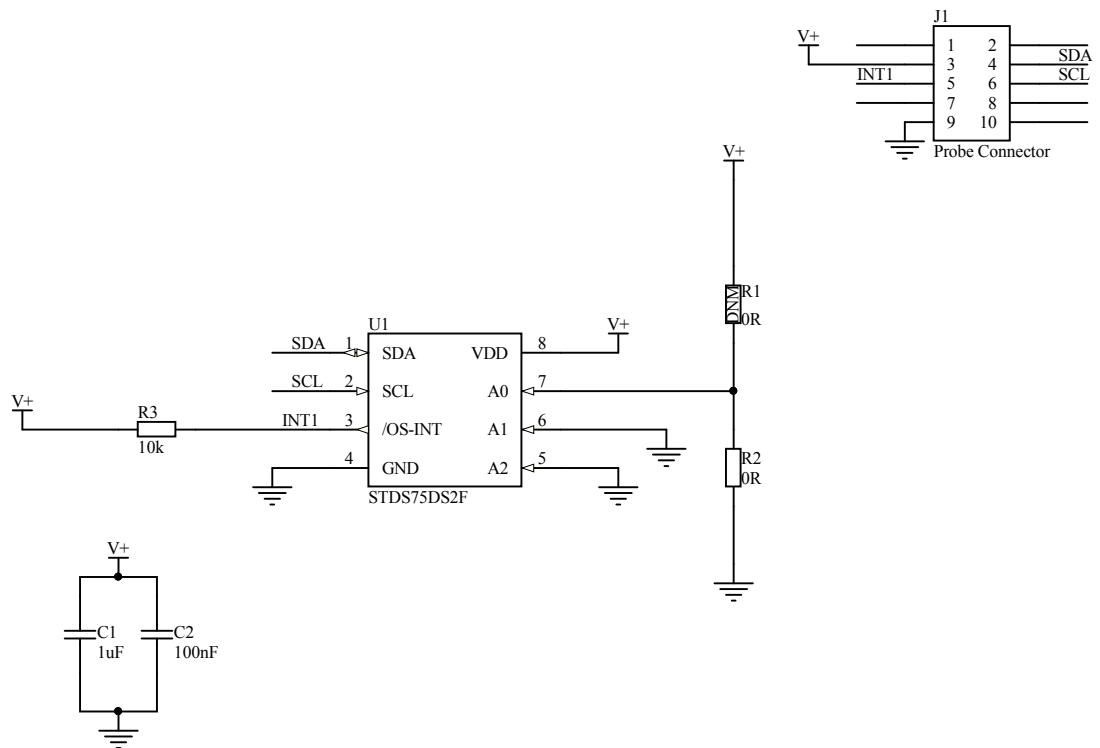 J1
V+
1 2
3 4 SDA
INT1 5 6 SCL
7 8
9 10
Probe Connector
V+
DNM R1
0R
U1
V+
SDA 1 SDA VDD 8
SCL 2 SCL A0 7
V+
R3
INT1 3 /OS-INT A1 6
10k
4 GND A2 5
R2
0R
STDS75DS2F
V+
C1 C2
1uF 100nF